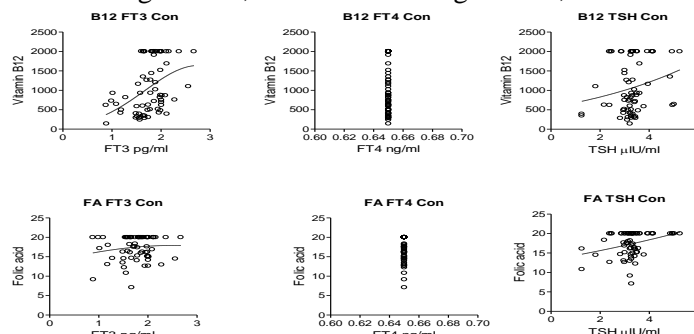 B12 FT3 Con
Vitamin B12
2500
2000
1500
1000
500
0
0 1 2 3
FT3 pg/ml
B12 FT4 Con
Vitamin B12
2500
2000
1500
1000
500
0
0.60 0.62 0.64 0.66 0.68 0.70
FT4 ng/ml
B12 TSH Con
Vitamin B12
2500
2000
1500
1000
500
0
0 2 4
TSH μIU/ml
FA FT3 Con
Folic acid
25
20
15
10
5
0
0 1 2 3
FT3 pg/ml
FA FT4 Con
Folic acid
25
20
15
10
5
0
0.60 0.62 0.64 0.66 0.68 0.70
FA TSH Con
Folic acid
25
20
15
10
5
0
0 2 4
TSH μIU/ml